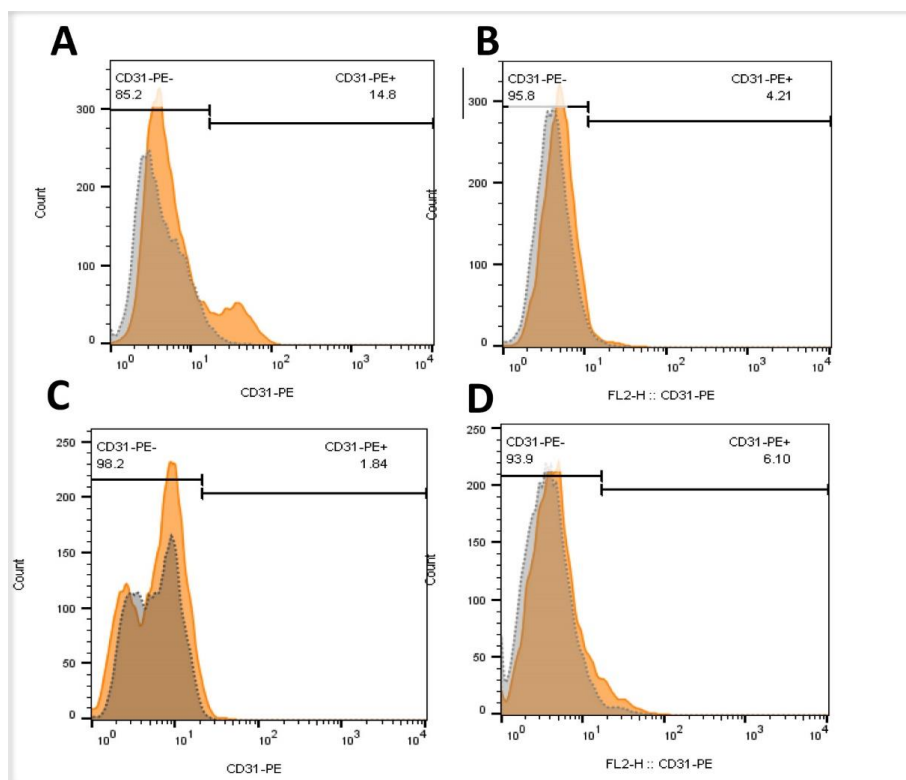 A
CD31-PE-
85.2
CD31-PE+
14.8
300
200
100
0
Count
10^0
10^1
10^2
10^3
10^4
CD31-PE
B
CD31-PE-
95.8
CD31-PE+
4.21
300
200
100
0
Count
10^0
10^1
10^2
10^3
10^4
FL2-H :: CD31-PE
C
CD31-PE-
98.2
CD31-PE+
1.84
250
200
150
100
50
0
Count
10^0
10^1
10^2
10^3
10^4
CD31-PE
D
CD31-PE-
93.9
CD31-PE+
6.10
250
200
150
100
50
0
Count
10^0
10^1
10^2
10^3
10^4
FL2-H :: CD31-PE